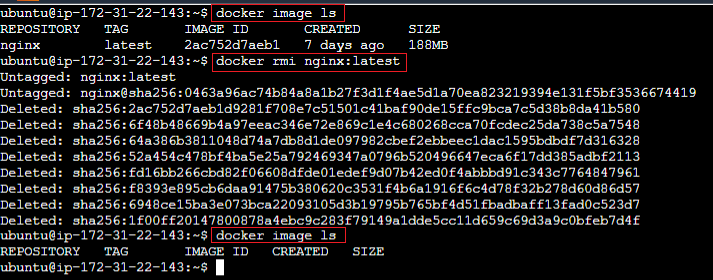 ubuntu@ip-172-31-22-143:~$ docker image ls
REPOSITORY TAG IMAGE ID CREATED SIZE
nginx latest 2ac752d7aeb1 7 days ago 188MB
ubuntu@ip-172-31-22-143:~$ docker rmi nginx:latest
Untagged: nginx:latest
Untagged: nginx@sha256:0463a96ac74b84a8a1b27f3d1f4ae5d1a70ea823219394e131f5bf3536674419
Deleted: sha256:2ac752d7aeb1d9281f708e7c51501c41baf90de15ffc9bca7c5d38b8da41b580
Deleted: sha256:6f48b48669b4a97eeac346e72e869c1e4c680268cca70fcdec25da738c5a7548
Deleted: sha256:64a386b3811048d74a7db8d1de097982cbef2ebbeec1dac1595bdbdf7d316328
Deleted: sha256:52a454c478bf4ba5e25a792469347a0796b520496647eca6f17dd385adbf2113
Deleted: sha256:fd16bb266cbd82f06608dfde01edef9d07b42ed0f4abbbd91c343c7764847961
Deleted: sha256:f8393e895cb6daa91475b380620c3531f4b6a1916f6c4d78f32b278d60d86d57
Deleted: sha256:6948ce15ba3e073bca22093105d3b19795b765bf4d51fbadbaff13fad0c523d7
Deleted: sha256:1f00ff20147800878a4ebc9c283f79149a1dde5cc11d659c69d3a9c0bfeb7d4f
ubuntu@ip-172-31-22-143:~$ docker image ls
REPOSITORY TAG IMAGE ID CREATED SIZE
ubuntu@ip-172-31-22-143:~$